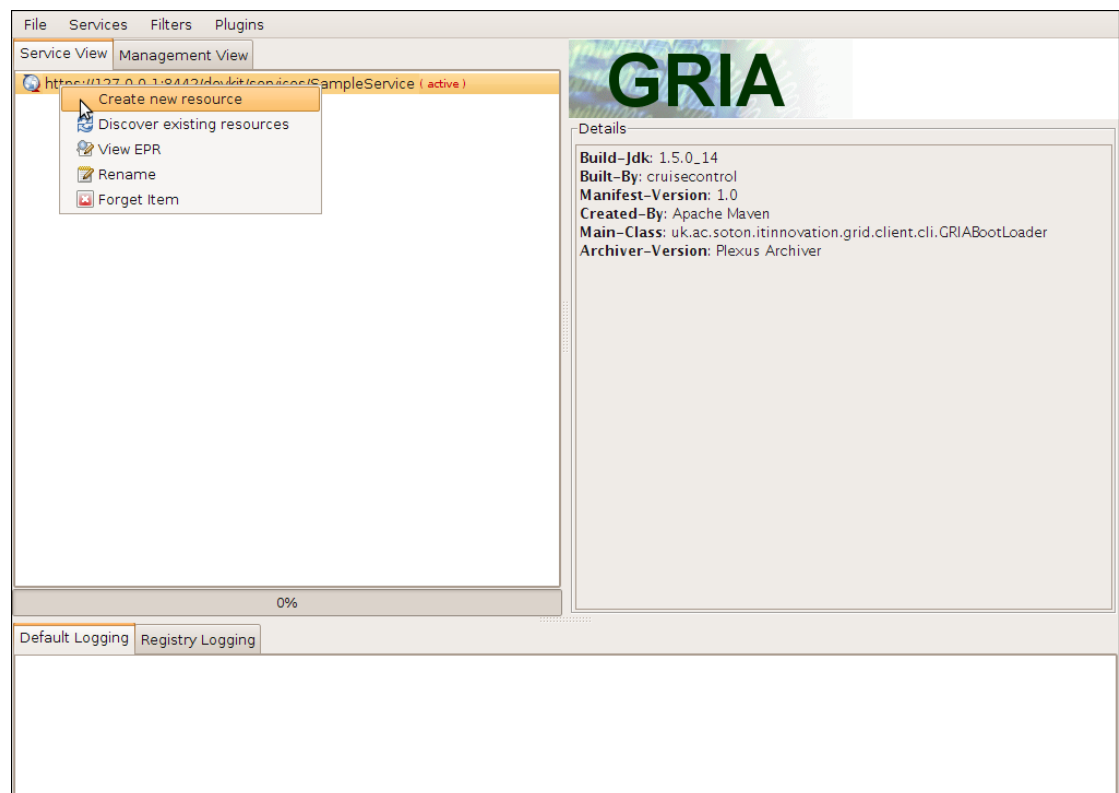 File Services Filters Plugins
Service View Management View
https://127.0.0.1:8442/devkit/services/SampleService ( active )
Create new resource
Discover existing resources
View EPR
Rename
Forget Item
0%
GRIA
Details
Build-Jdk: 1.5.0_14
Built-By: cruisecontrol
Manifest-Version: 1.0
Created-By: Apache Maven
Main-Class: uk.ac.soton.itinnovation.grid.client.cli.GRIABootLoader
Archiver-Version: Plexus Archiver
Default Logging Registry Logging